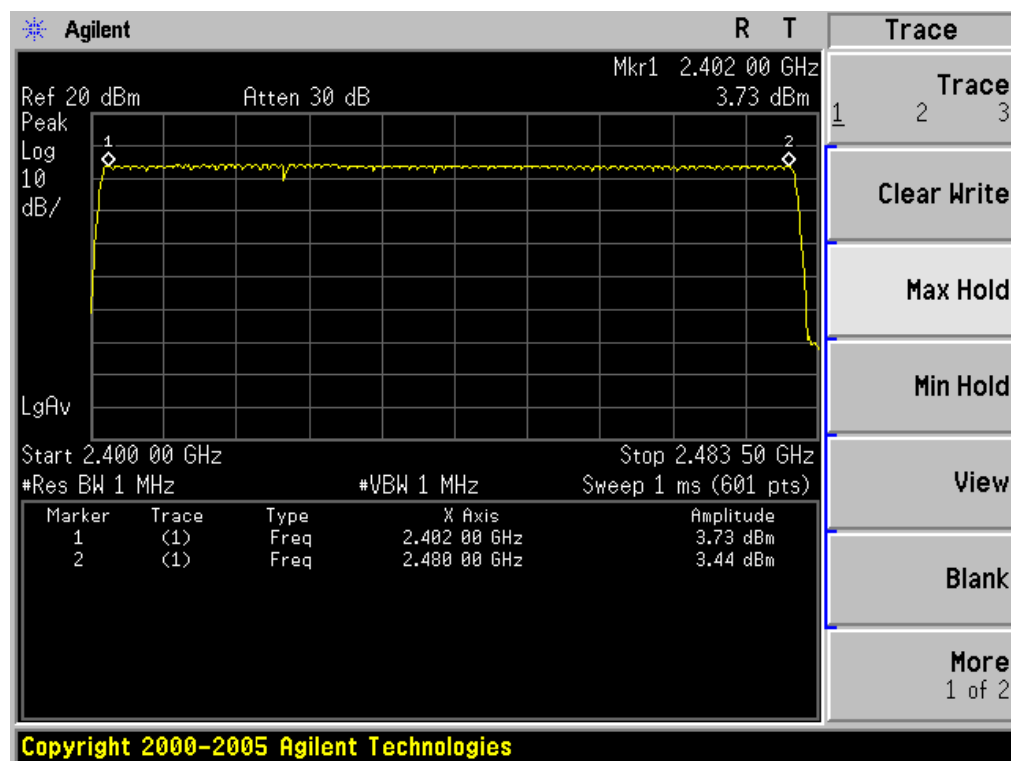 Agilent R T
Mkr1 2.402 00 GHz
Ref 20 dBm Atten 30 dB 3.73 dBm
Peak
Log
10
dB/
1 2
LgAv
Start 2.400 00 GHz Stop 2.483 50 GHz
#Res BW 1 MHz #VBW 1 MHz Sweep 1 ms (601 pts)
Marker Trace Type X Axis Amplitude
1 (1) Freq 2.402 00 GHz 3.73 dBm
2 (1) Freq 2.480 00 GHz 3.44 dBm
Trace
Trace
1 2 3
Clear Write
Max Hold
Min Hold
View
Blank
More
1 of 2
Copyright 2000-2005 Agilent Technologies